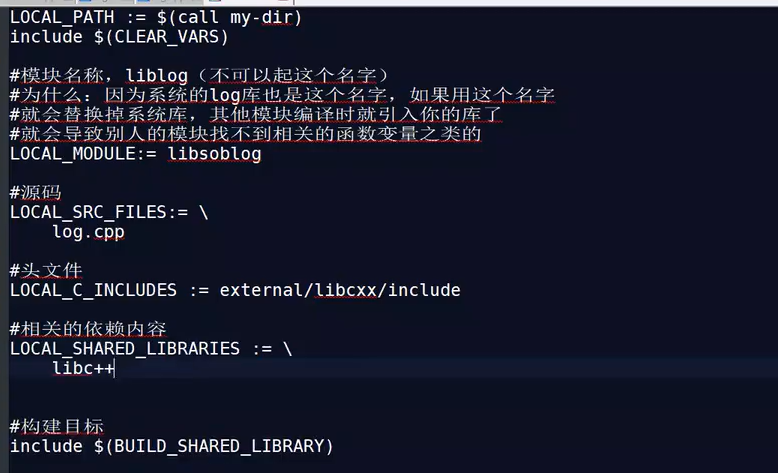 LOCAL_PATH := $(call my-dir)
include $(CLEAR_VARS)
#模块名称，liblog（不可以起这个名字）
#为什么：因为系统的log库也是这个名字，如果用这个名字
#就会替换掉系统库，其他模块编译时就引入你的库了
#就会导致别人的模块找不到相关的函数变量之类的
LOCAL_MODULE:= libsoblog
#源码
LOCAL_SRC_FILES:= \
log.cpp
#头文件
LOCAL_C_INCLUDES := external/libcxx/include
#相关的依赖内容
LOCAL_SHARED_LIBRARIES := \
libc++
#构建目标
include $(BUILD_SHARED_LIBRARY)